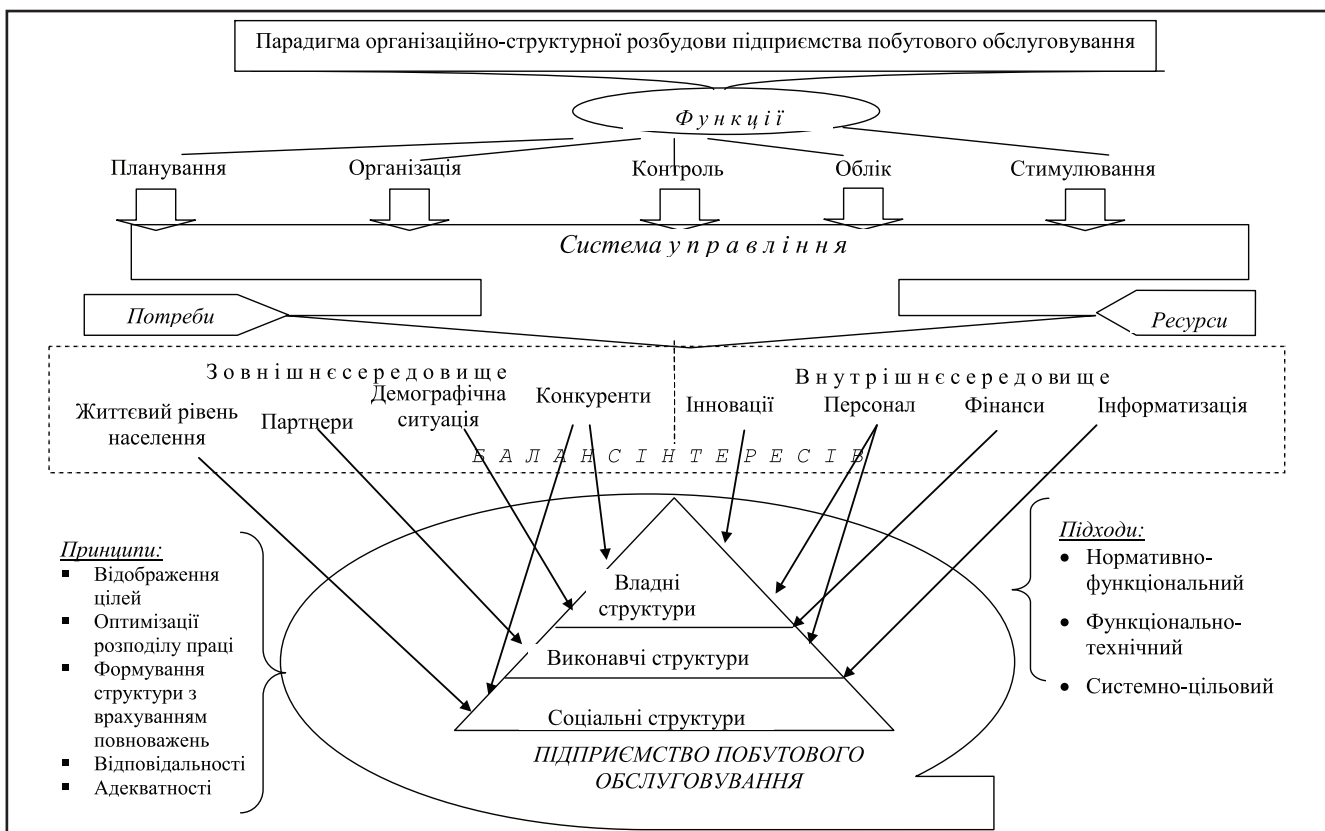 Парадигма організаційно-структурної розбудови підприємства побутового обслуговування
Функції
Планування
Організація
Контроль
Облік
Стимулювання
Система управління
Потреби
Ресурси
Зовнішнє середовище
Внутрішнє середовище
Життєвий рівень
населення
Партнери
Демографічна
ситуація
Конкуренти
Інновації
Персонал
Фінанси
Інформатизація
БАЛАНС ІНТЕРЕСІВ
Принципи:
▪ Відображення
цілей
▪ Оптимізації
розподілу праці
▪ Формування
структури з
врахуванням
повноважень
▪ Відповідальності
▪ Адекватності
Владні
структури
Виконавчі структури
Соціальні структури
ПІДПРИЄМСТВО ПОБУТОВОГО
ОБСЛУГОВУВАННЯ
Підходи:
• Нормативно-
функціональний
• Функціонально-
технічний
• Системно-цільовий